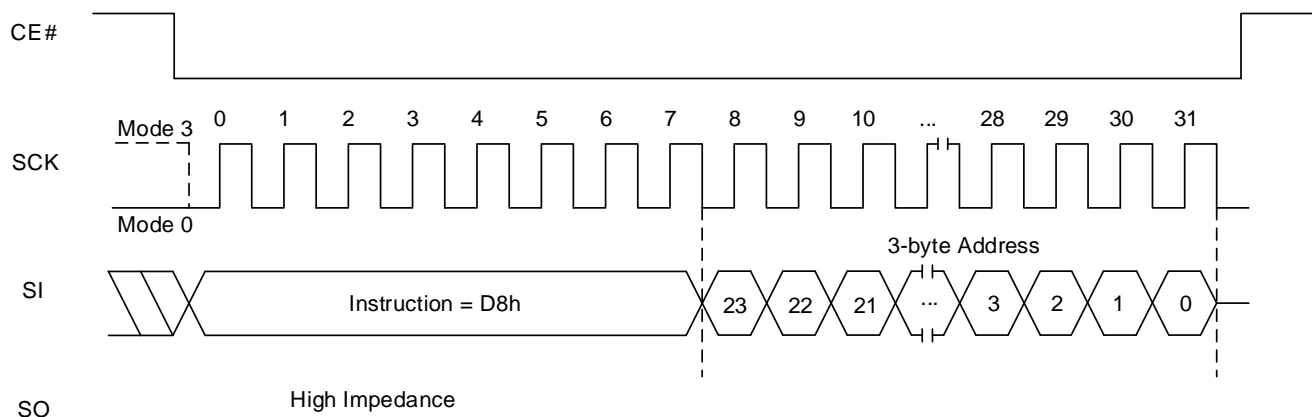 CE#
Mode 3
0 1 2 3 4 5 6 7 8 9 10 ... 28 29 30 31
SCK
Mode 0
3-byte Address
SI
Instruction = D8h
23 22 21 ... 3 2 1 0
High Impedance
SO